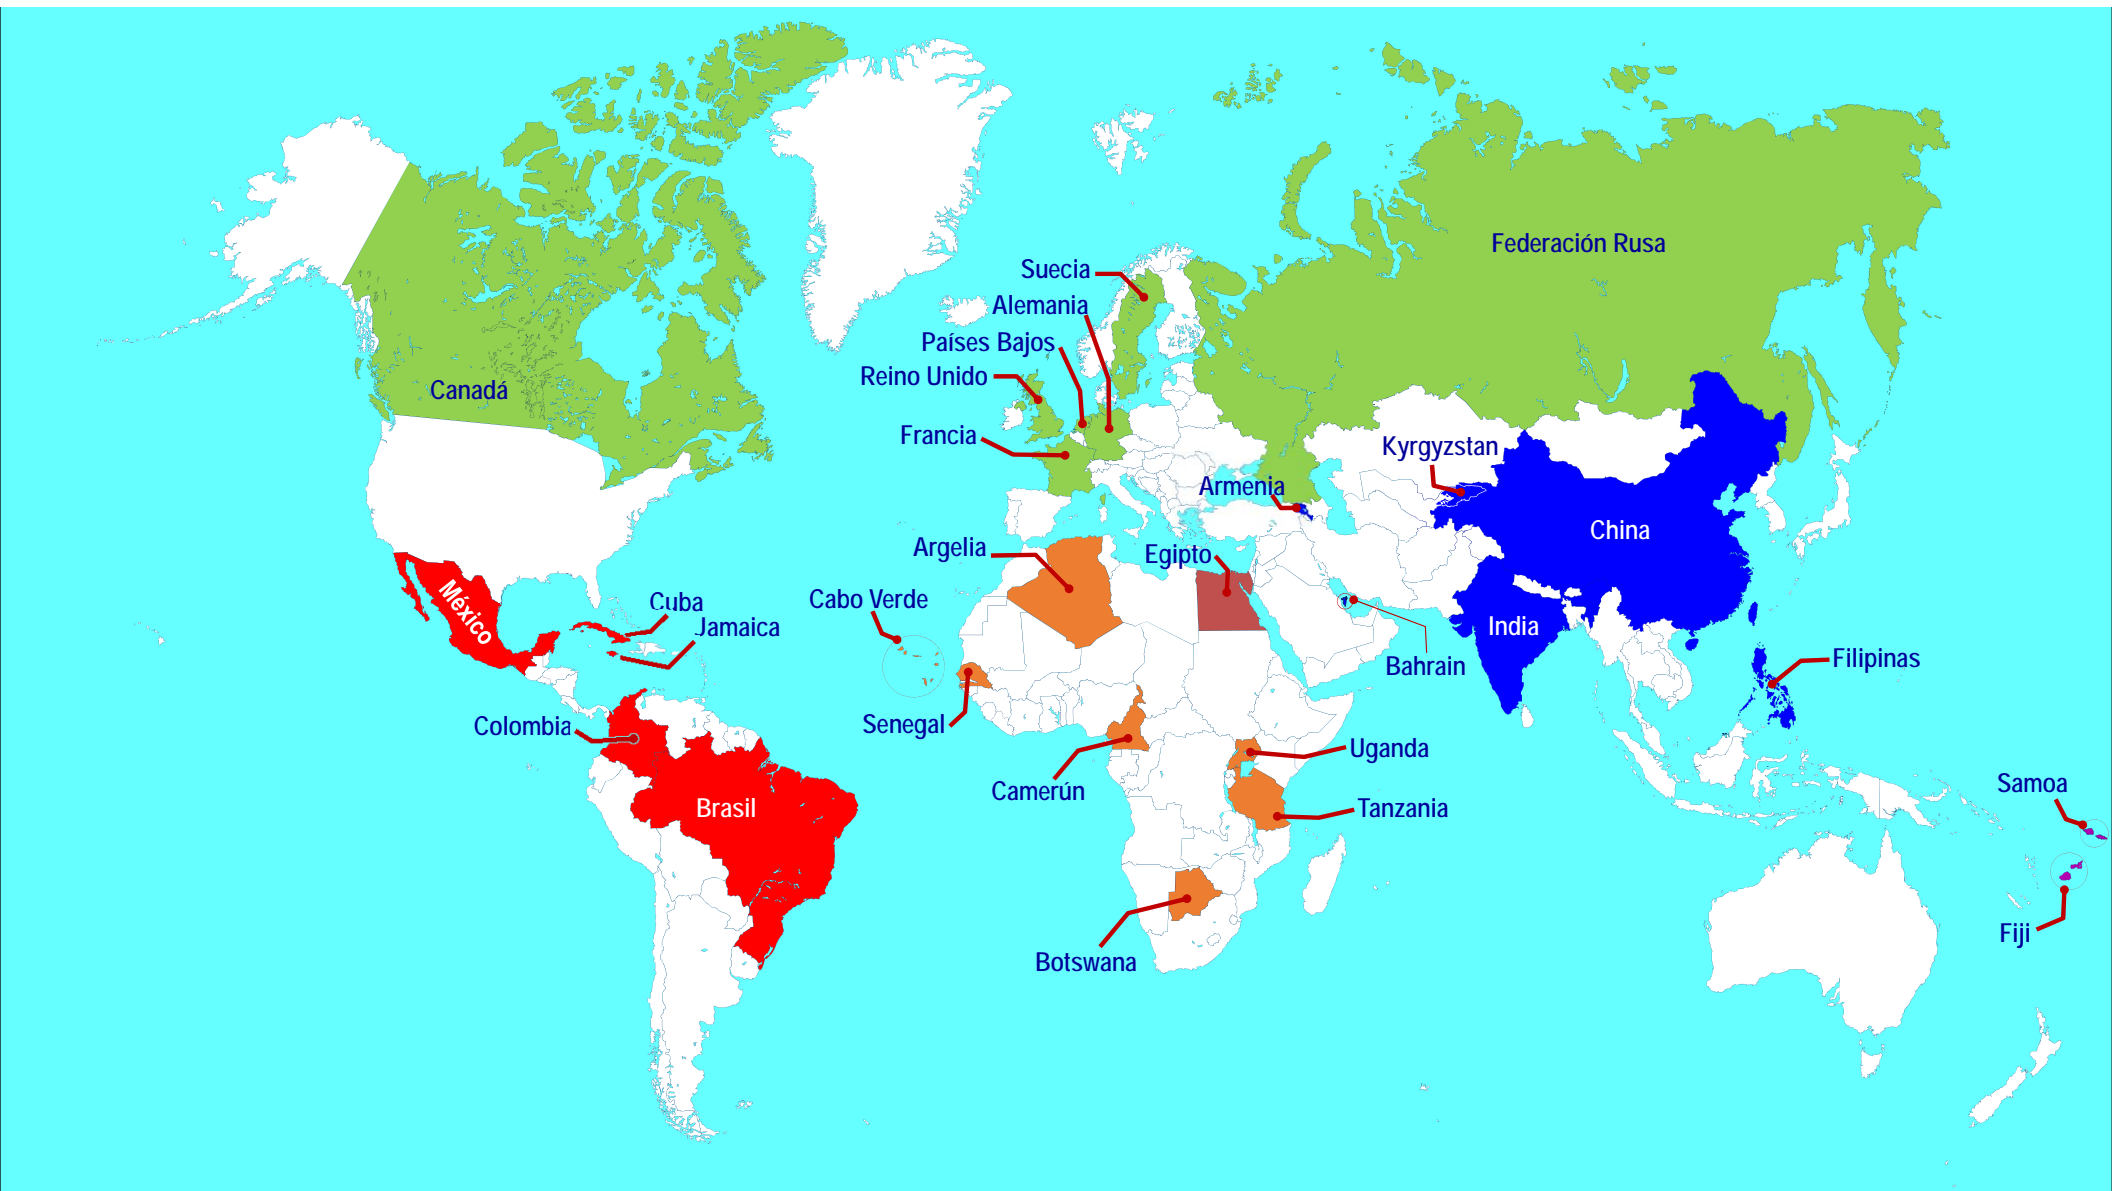 Federación Rusa
Suecia
Alemania
Países Bajos
Reino Unido
Canadá
Francia
Kyrgyzstan
Armenia
China
Argelia
Egipto
México
Cuba
Jamaica
Cabo Verde
India
Bahrain
Filipinas
Colombia
Senegal
Camerún
Uganda
Brasil
Tanzania
Samoa
Fiji
Botswana